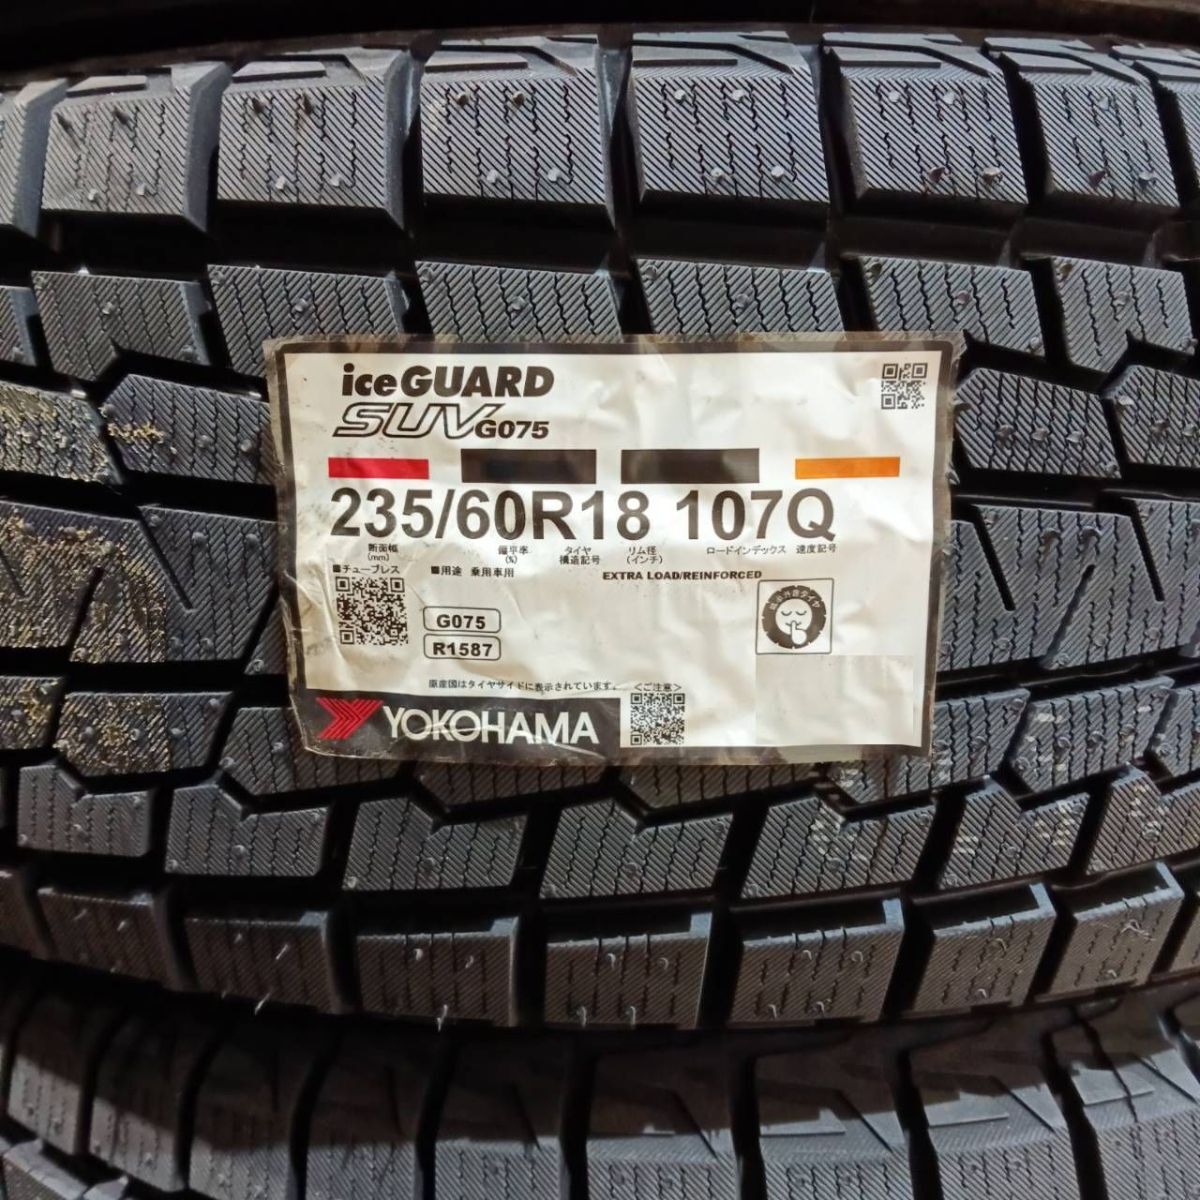 iceGUARD
SUV G075
235/60R18 107Q
断面幅 (mm) 偏平率 (%) タイヤ 構造記号 リム径 (インチ) ロードインデックス 速度記号
■チューブレス ■用途 乗用車用 EXTRA LOAD/REINFORCED
G075
R1587
原産国はタイヤサイドに表示されています。 <ご注意>
YOKOHAMA